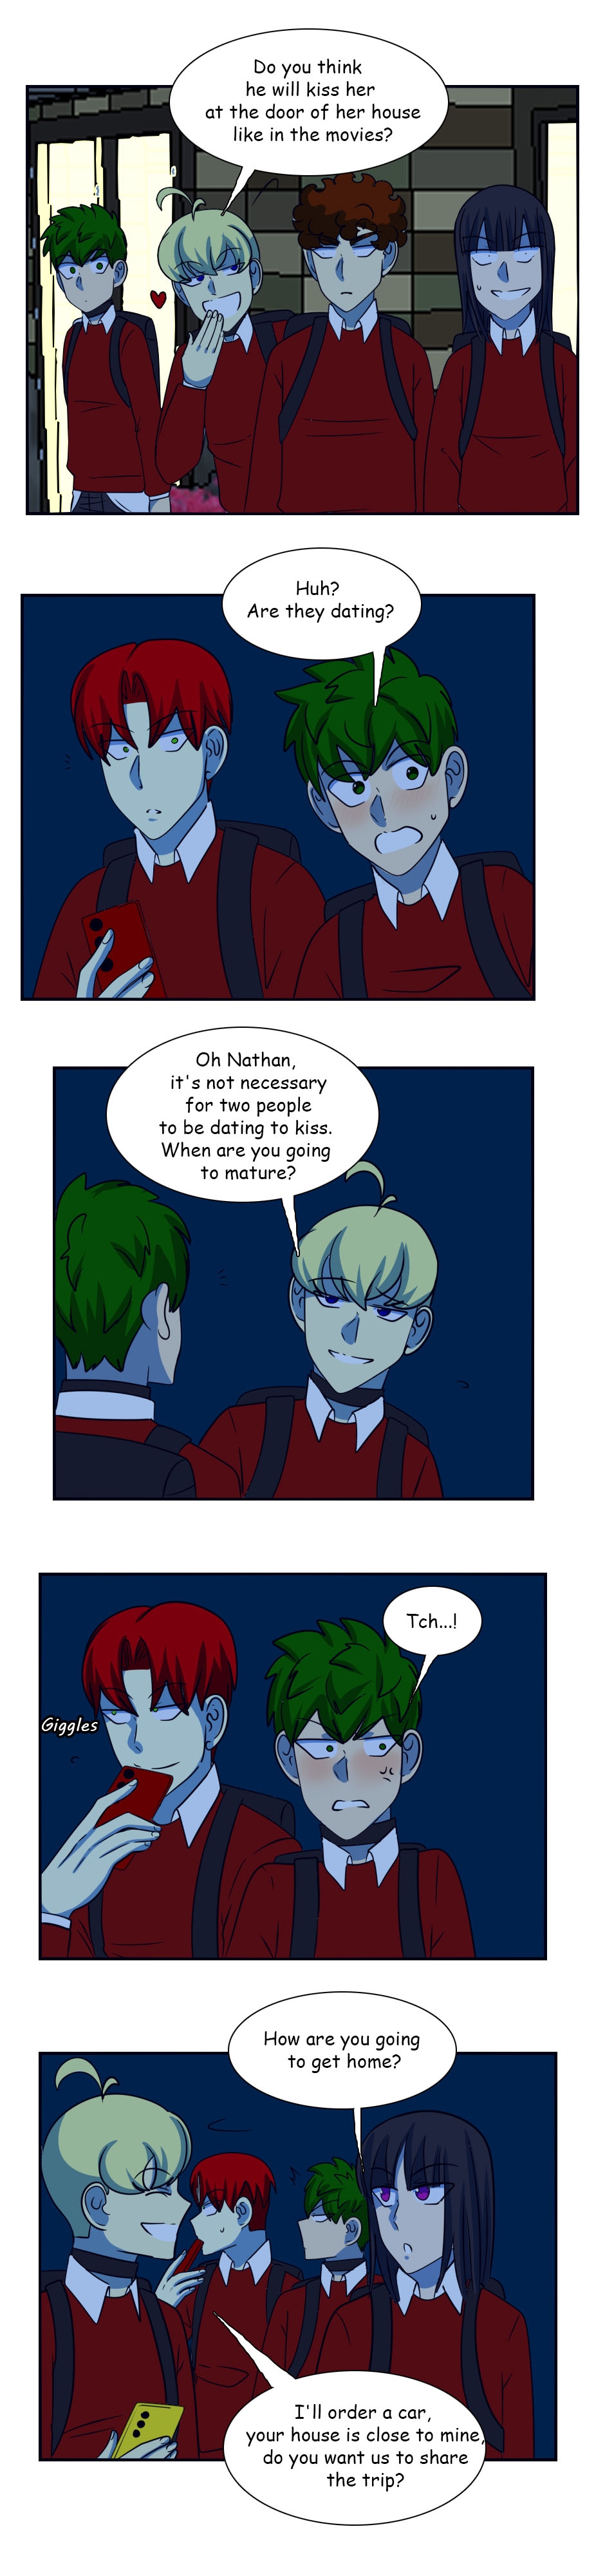 Do you think
he will kiss her
at the door of her house
like in the movies?
Huh?
Are they dating?
Oh Nathan,
it's not necessary
for two people
to be dating to kiss.
When are you going
to mature?
Tch...!
Giggles
How are you going
to get home?
I'll order a car,
your house is close to mine,
do you want us to share
the trip?